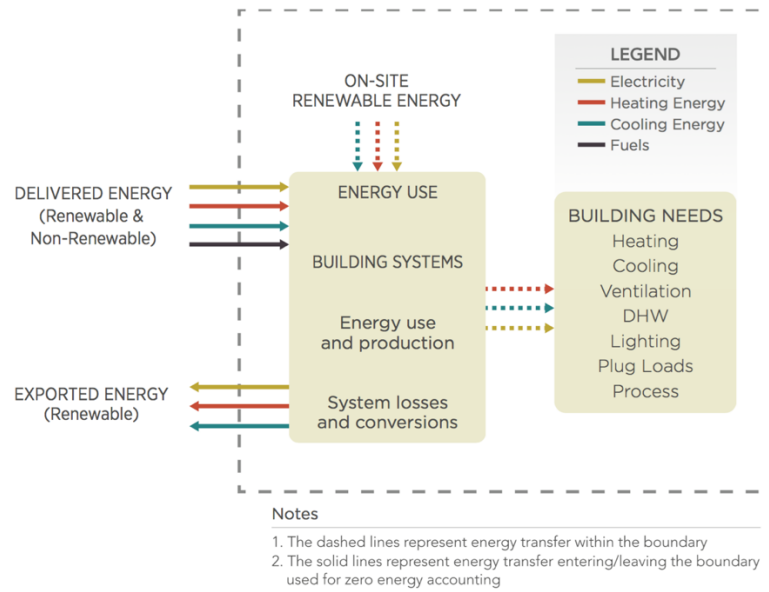 LEGEND
Electricity
Heating Energy
Cooling Energy
Fuels
ON-SITE
RENEWABLE ENERGY
DELIVERED ENERGY
(Renewable &
Non-Renewable)
ENERGY USE
BUILDING SYSTEMS
Energy use
and production
System losses
and conversions
BUILDING NEEDS
Heating
Cooling
Ventilation
DHW
Lighting
Plug Loads
Process
EXPORTED ENERGY
(Renewable)
Notes
1. The dashed lines represent energy transfer within the boundary
2. The solid lines represent energy transfer entering/leaving the boundary
used for zero energy accounting